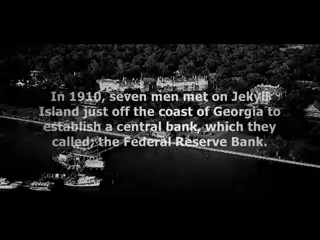 In 1910, seven men met on Jekyll
Island just off the coast of Georgia to
establish a central bank, which they
called; the Federal Reserve Bank.